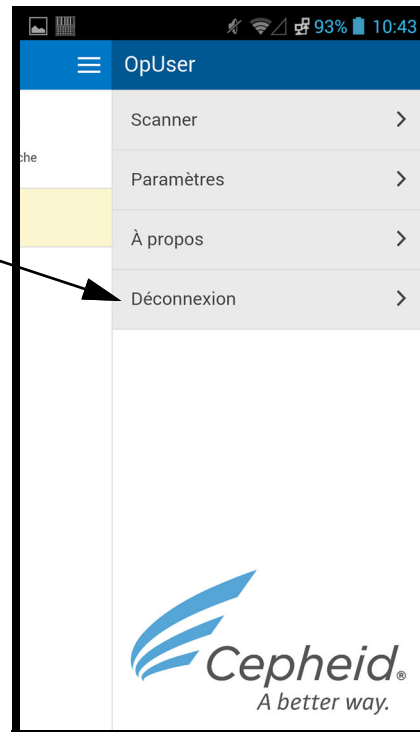 93% 10:43
OpUser
Scanner
che
Paramètres
À propos
Déconnexion
Cepheid®
A better way.